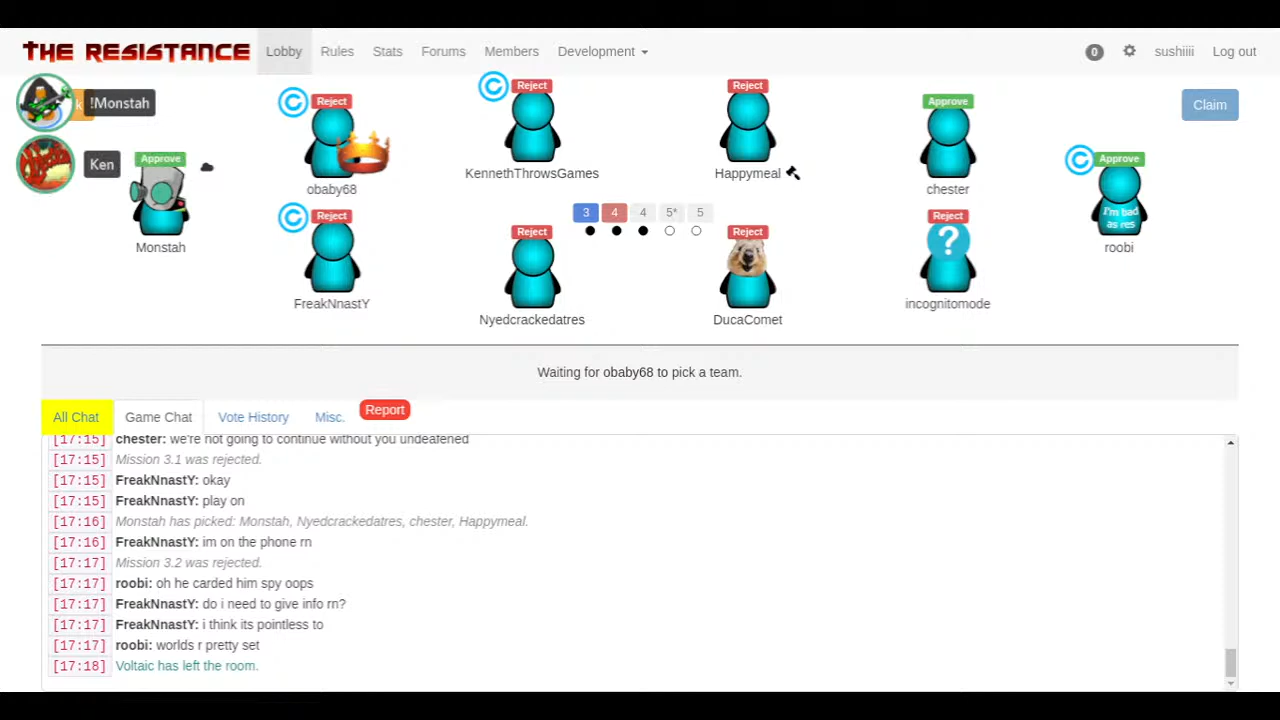 THE RESISTANCE Lobby Rules Stats Forums Members Development 0 sushiiii Log out
!Monstah
Ken
Reject
Reject
Reject
Approve
Claim
Approve
Approve
obaby68
KennethThrowsGames
Happymeal
chester
I'm bad
as res
Monstah
roobi
3 4 4 5* 5
Reject
Reject
Reject
Reject
?
FreakNnastY
Nyedcrackedatres
DucaComet
incognitomode
Waiting for obaby68 to pick a team.
All Chat Game Chat Vote History Misc. Report
[17:15] chester: we're not going to continue without you undeafened
[17:15] Mission 3.1 was rejected.
[17:15] FreakNnastY: okay
[17:15] FreakNnastY: play on
[17:16] Monstah has picked: Monstah, Nyedcrackedatres, chester, Happymeal.
[17:16] FreakNnastY: im on the phone rn
[17:17] Mission 3.2 was rejected.
[17:17] roobi: oh he carded him spy oops
[17:17] FreakNnastY: do i need to give info rn?
[17:17] FreakNnastY: i think its pointless to
[17:17] roobi: worlds r pretty set
[17:18] Voltaic has left the room.